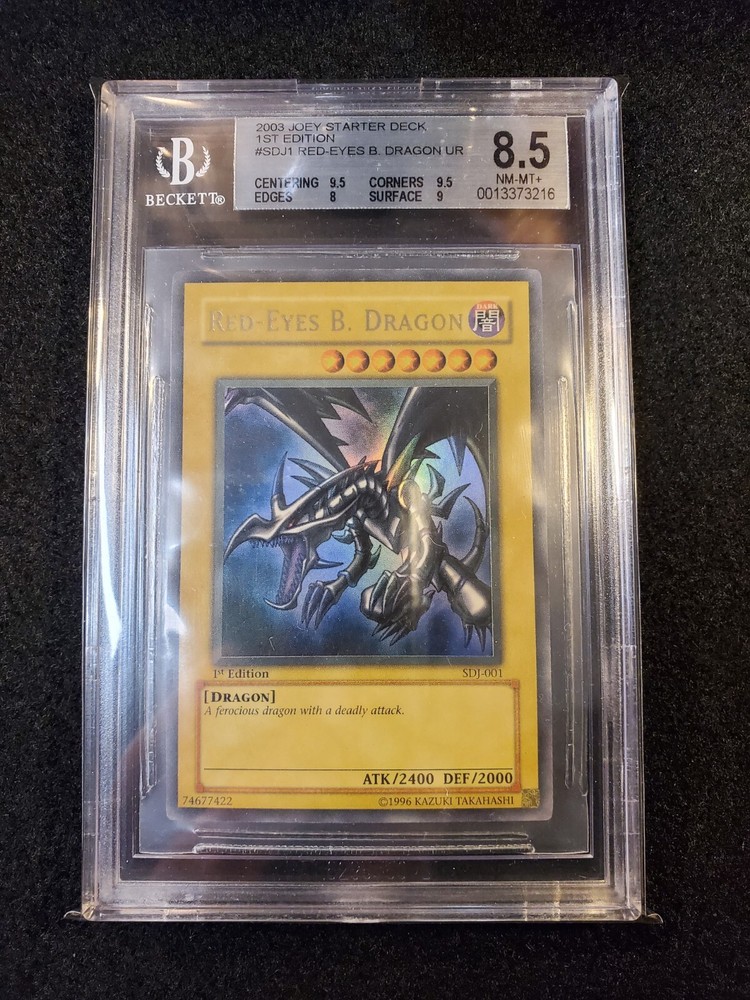 2003 JOEY STARTER DECK
1ST EDITION
#SDJ1 RED-EYES B. DRAGON UR
8.5
NM-MT+
CENTERING 9.5 CORNERS 9.5
EDGES 8 SURFACE 9
0013373216
B
BECKETT®
RED-EYES B. DRAGON
DARK
闇
1st Edition
SDJ-001
[DRAGON]
A ferocious dragon with a deadly attack.
ATK/2400 DEF/2000
74677422
©1996 KAZUKI TAKAHASHI